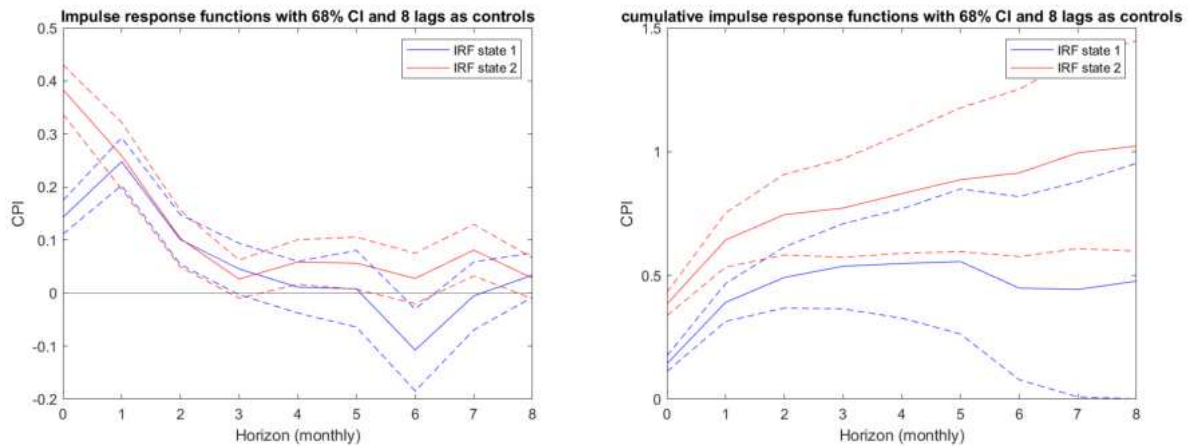 Impulse response functions with 68% CI and 8 lags as controls
0.5
0.4
0.3
0.2
0.1
0
-0.1
-0.2
CPI
IRF state 1
IRF state 2
0 1 2 3 4 5 6 7 8
Horizon (monthly)
cumulative impulse response functions with 68% CI and 8 lags as controls
1.5
1
0.5
0
CPI
IRF state 1
IRF state 2
0 1 2 3 4 5 6 7 8
Horizon (monthly)